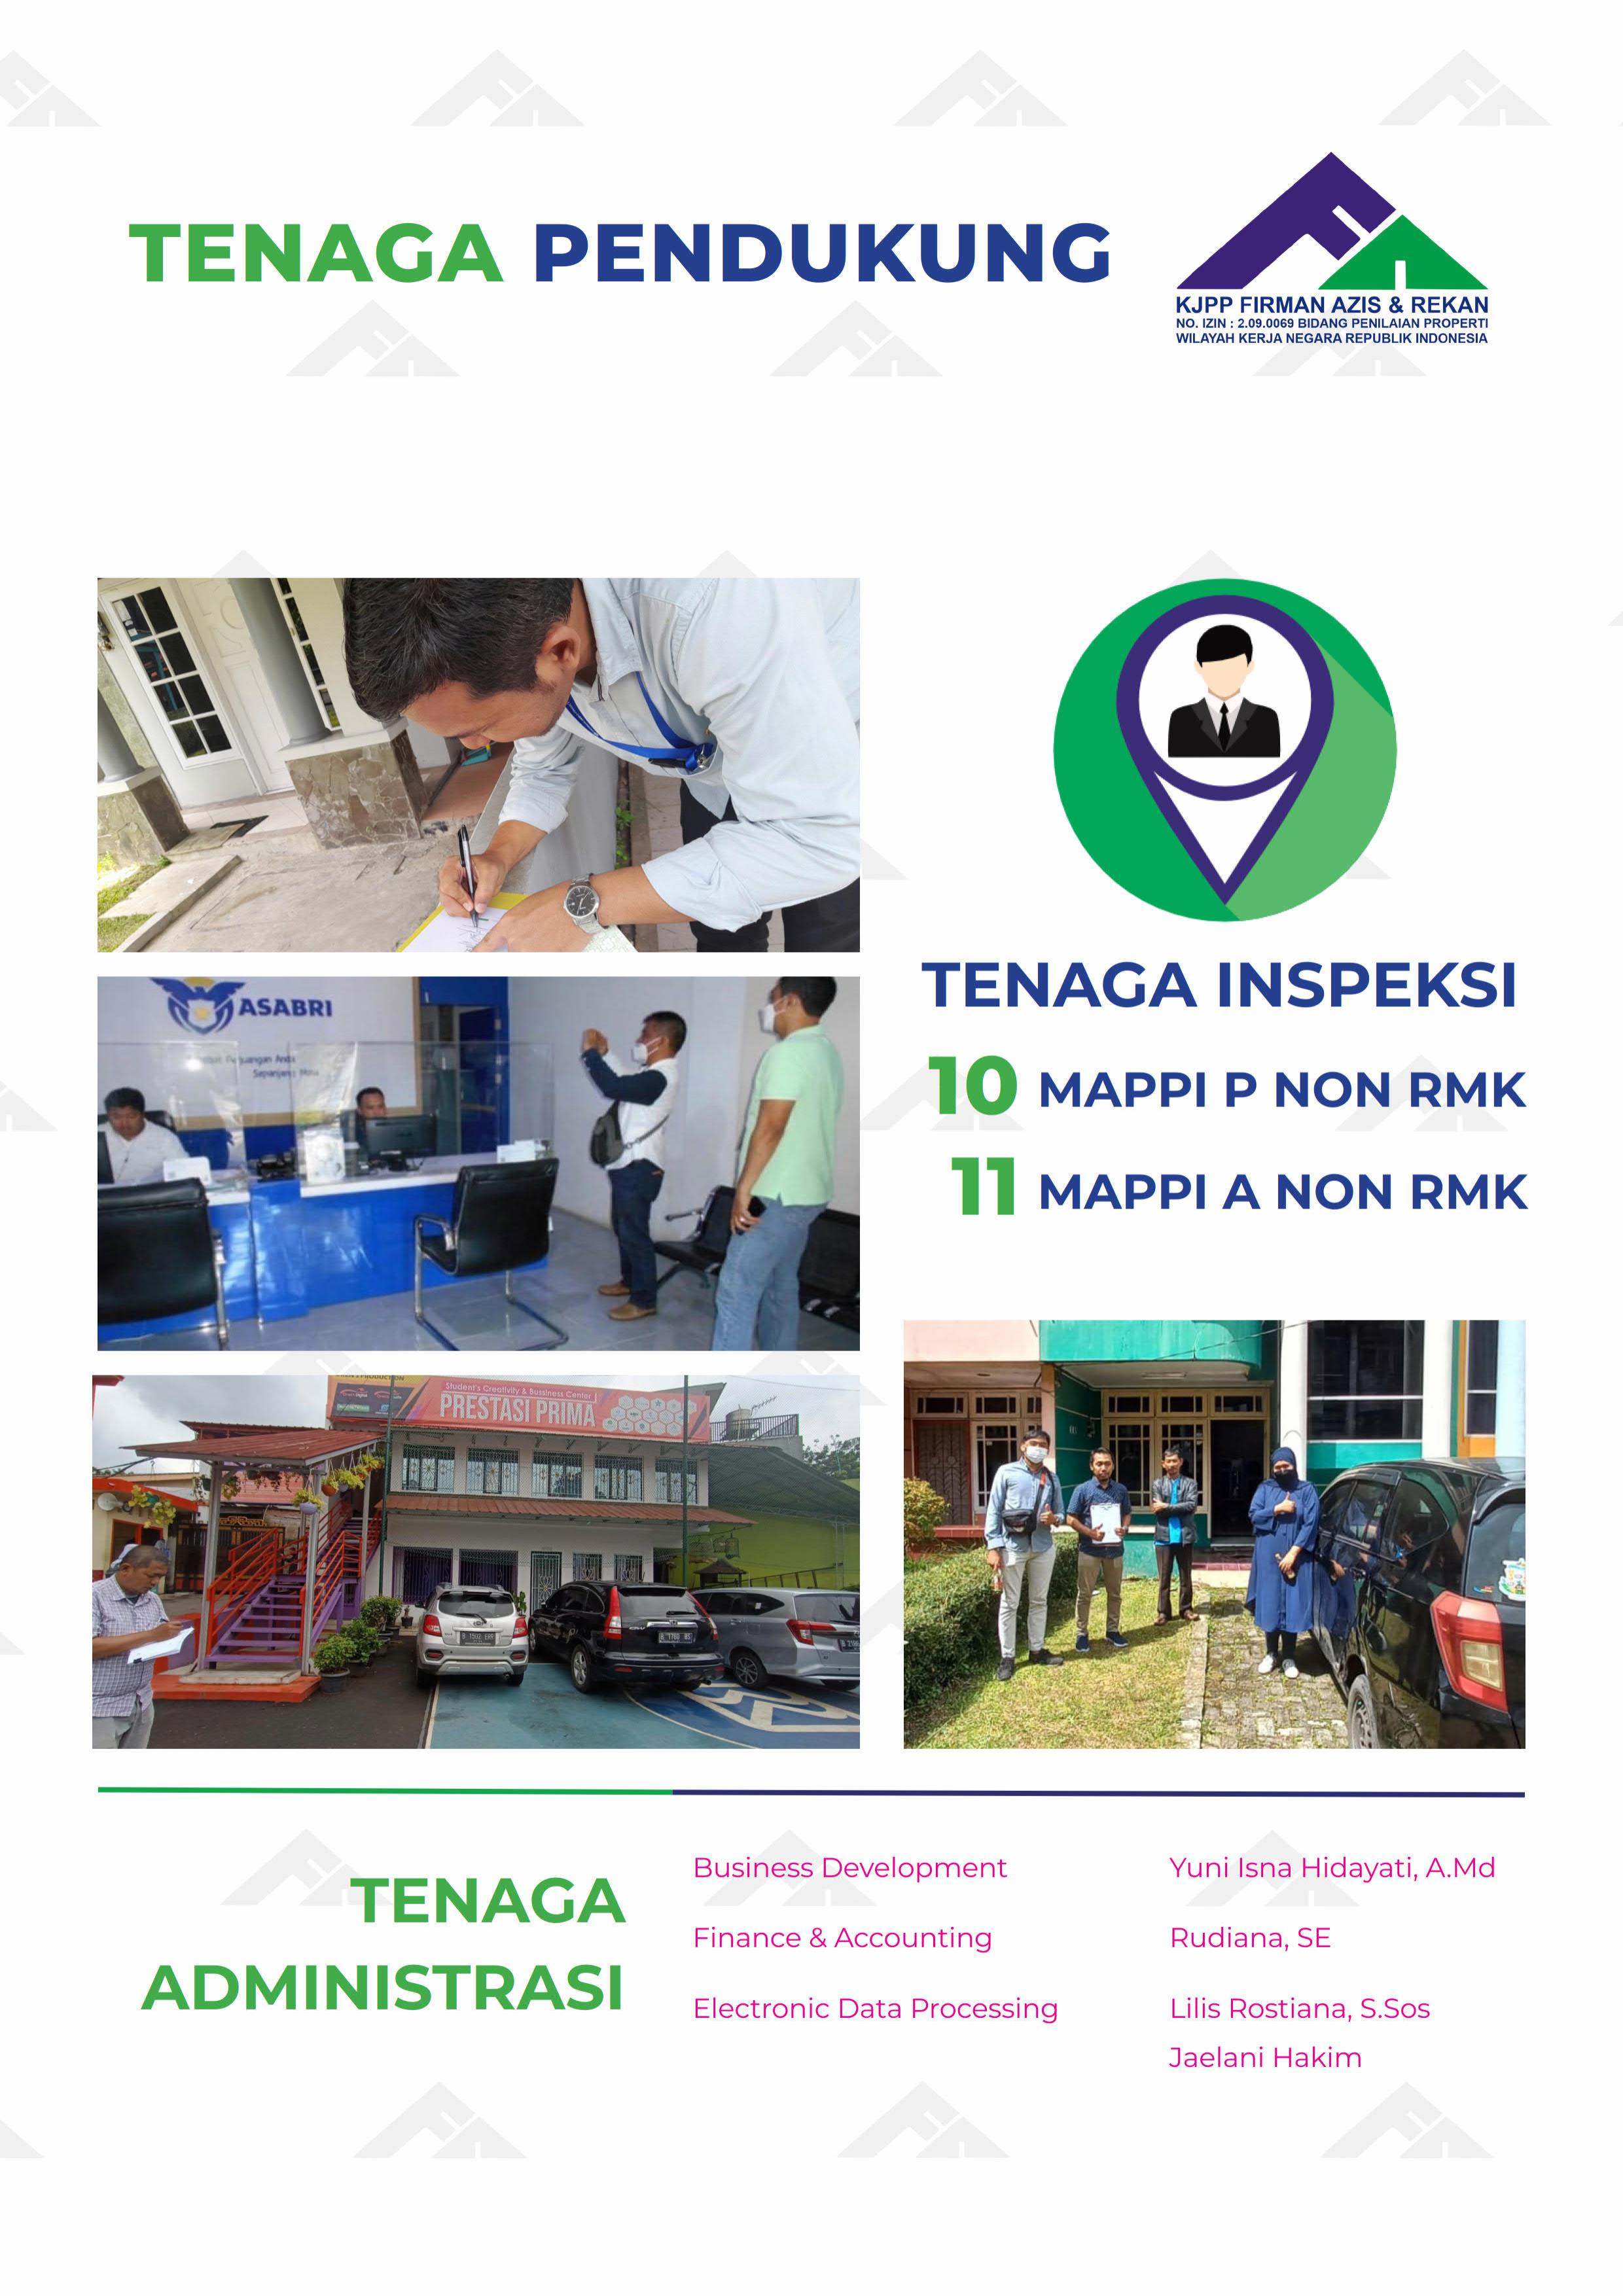 TENAGA PENDUKUNG
KJPP FIRMAN AZIS & REKAN
NO. IZIN : 2.09.0069 BIDANG PENILAIAN PROPERTI
WILAYAH KERJA NEGARA REPUBLIK INDONESIA
ASABRI
TENAGA INSPEKSI
10 MAPPI P NON RMK
11 MAPPI A NON RMK
Student's Creativity & Bussiness Center
PRESTASI PRIMA
TENAGA
ADMINISTRASI
Business Development
Yuni Isna Hidayati, A.Md
Finance & Accounting
Rudiana, SE
Electronic Data Processing
Lilis Rostiana, S.Sos
Jaelani Hakim